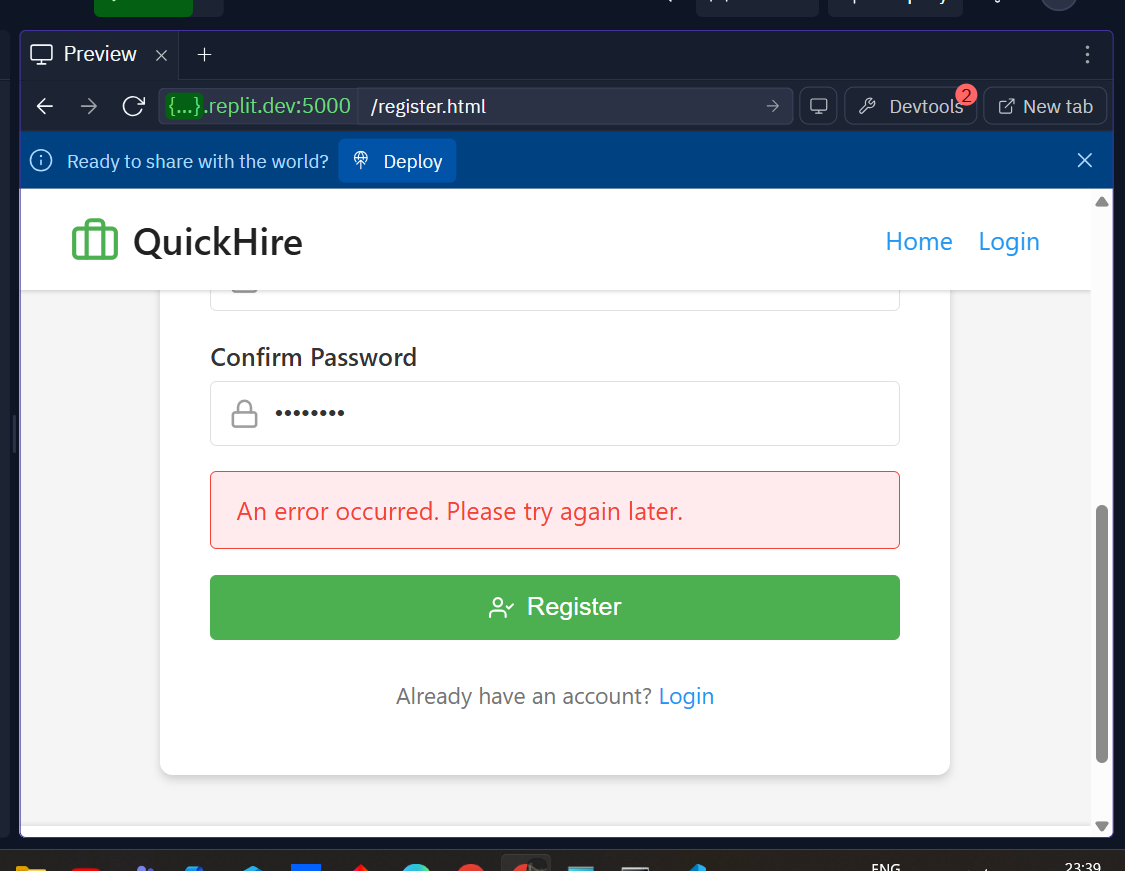 Preview
{...}.replit.dev:5000 /register.html
Devtools 2
New tab
Ready to share with the world? Deploy
QuickHire
Home Login
Confirm Password
••••••••
An error occurred. Please try again later.
Register
Already have an account? Login
ENG
23:39